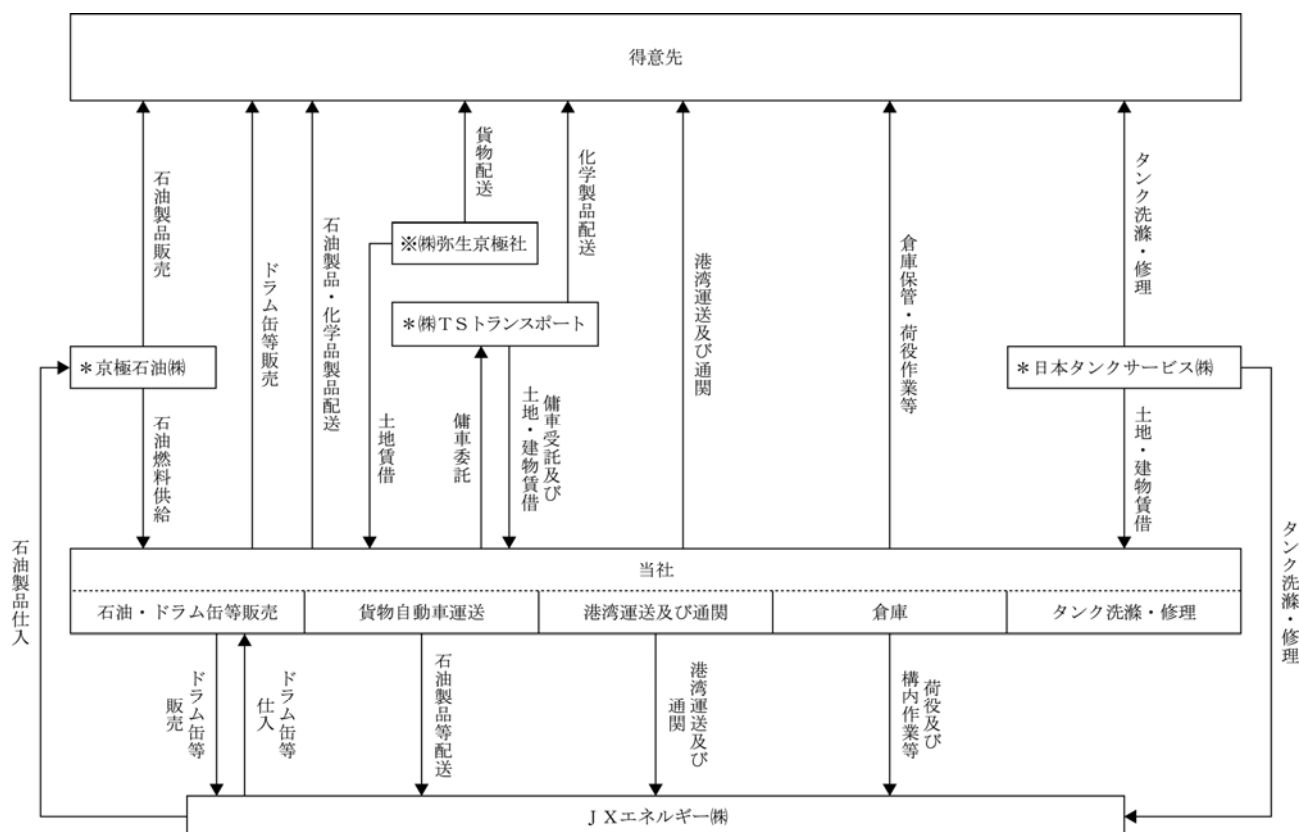 得意先
石油製品販売
ドラム缶等販売
石油製品・化学品製品配送
貨物配送
化学製品配送
港湾運送及び通関
倉庫保管・荷役作業等
タンク洗滌・修理
※㈱弥生京極社
＊㈱ＴＳトランスポート
＊京極石油㈱
＊日本タンクサービス㈱
石油燃料供給
土地賃借
傭車委託
傭車受託及び
土地・建物賃借
土地・建物賃借
石油製品仕入
タンク洗滌・修理
当社
石油・ドラム缶等販売
貨物自動車運送
港湾運送及び通関
倉庫
タンク洗滌・修理
ドラム缶等
販売
ドラム缶等
仕入
石油製品等配送
港湾運送及び
通関
荷役及び
構内作業等
ＪＸエネルギー㈱